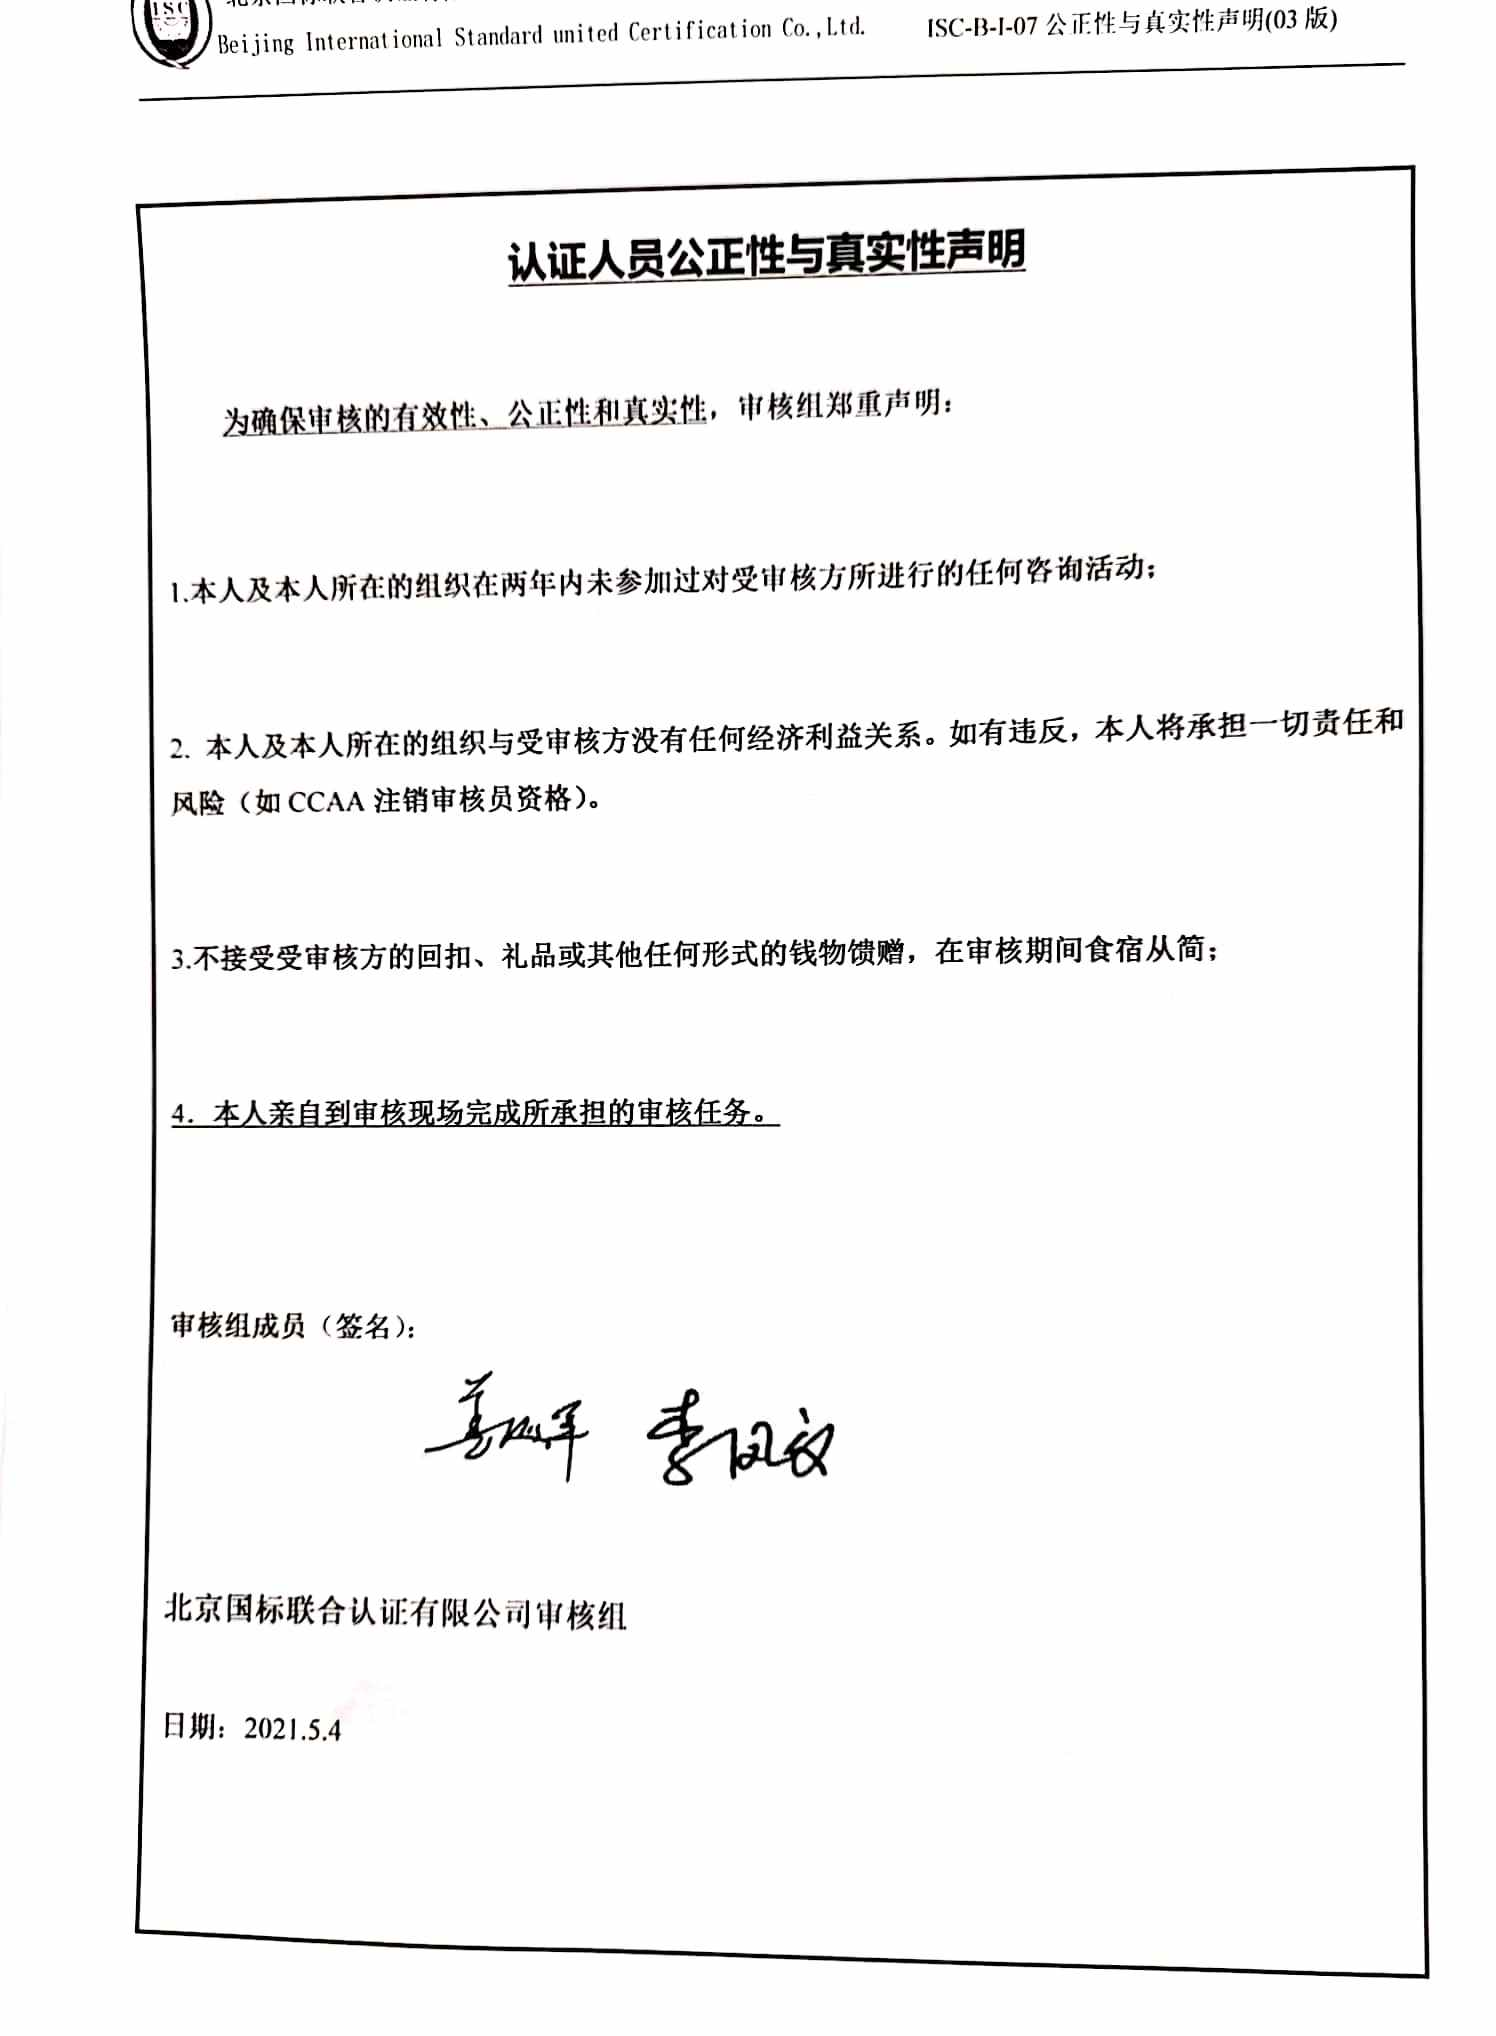 ISC
Beijing International Standard united Certification Co.,Ltd.
ISC-B-I-07 公正性与真实性声明(03 版)
认证人员公正性与真实性声明
为确保审核的有效性、公正性和真实性，审核组郑重声明：
1.本人及本人所在的组织在两年内未参加过对受审核方所进行的任何咨询活动；
2. 本人及本人所在的组织与受审核方没有任何经济利益关系。如有违反，本人将承担一切责任和
风险（如 CCAA 注销审核员资格）。
3.不接受受审核方的回扣、礼品或其他任何形式的钱物馈赠，在审核期间食宿从简；
4. 本人亲自到审核现场完成所承担的审核任务。
审核组成员（签名）：
北京国标联合认证有限公司审核组
日期：2021.5.4